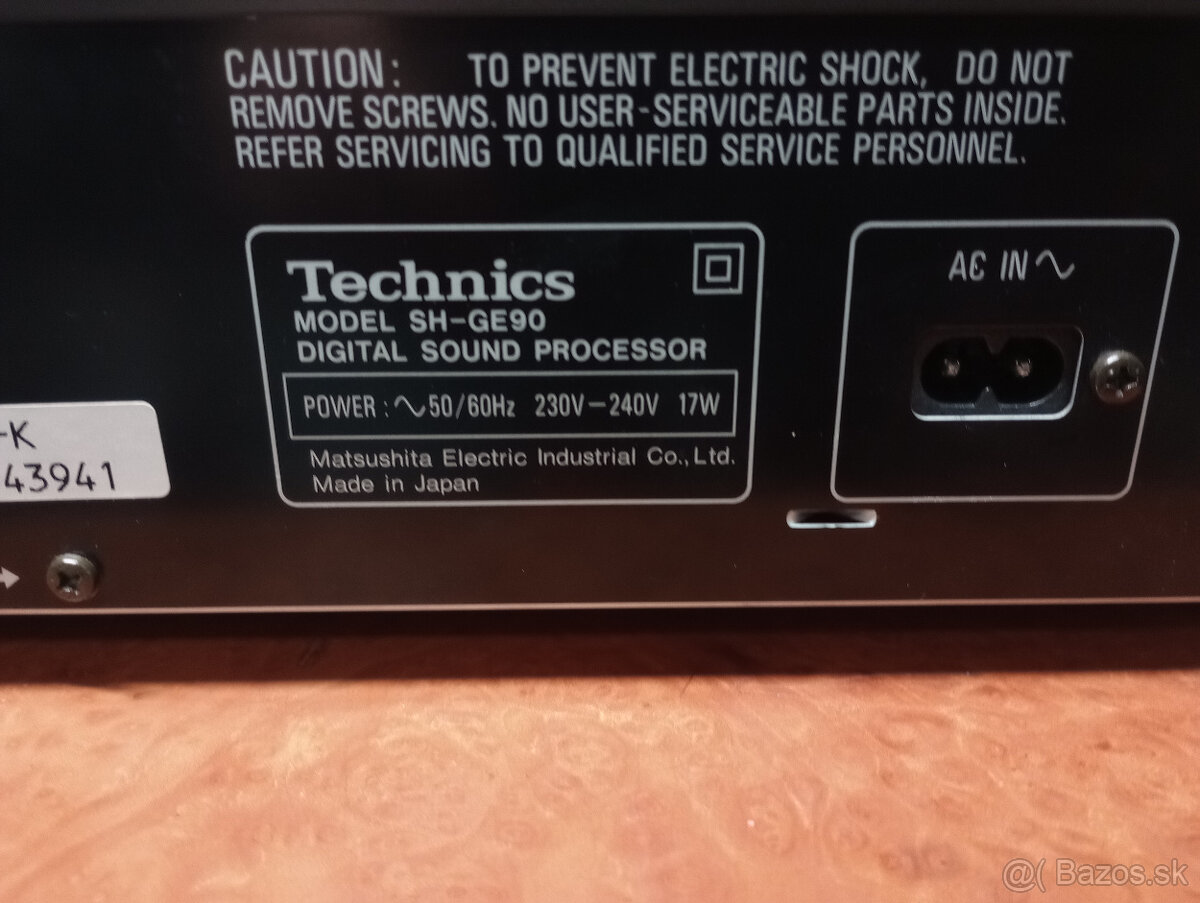 CAUTION: TO PREVENT ELECTRIC SHOCK, DO NOT
REMOVE SCREWS. NO USER-SERVICEABLE PARTS INSIDE.
REFER SERVICING TO QUALIFIED SERVICE PERSONNEL.
Technics
MODEL SH-GE90
DIGITAL SOUND PROCESSOR
POWER : ∿ 50/60Hz 230V-240V 17W
Matsushita Electric Industrial Co., Ltd.
Made in Japan
AC IN ∿
-K
43941
@( Bazos.sk